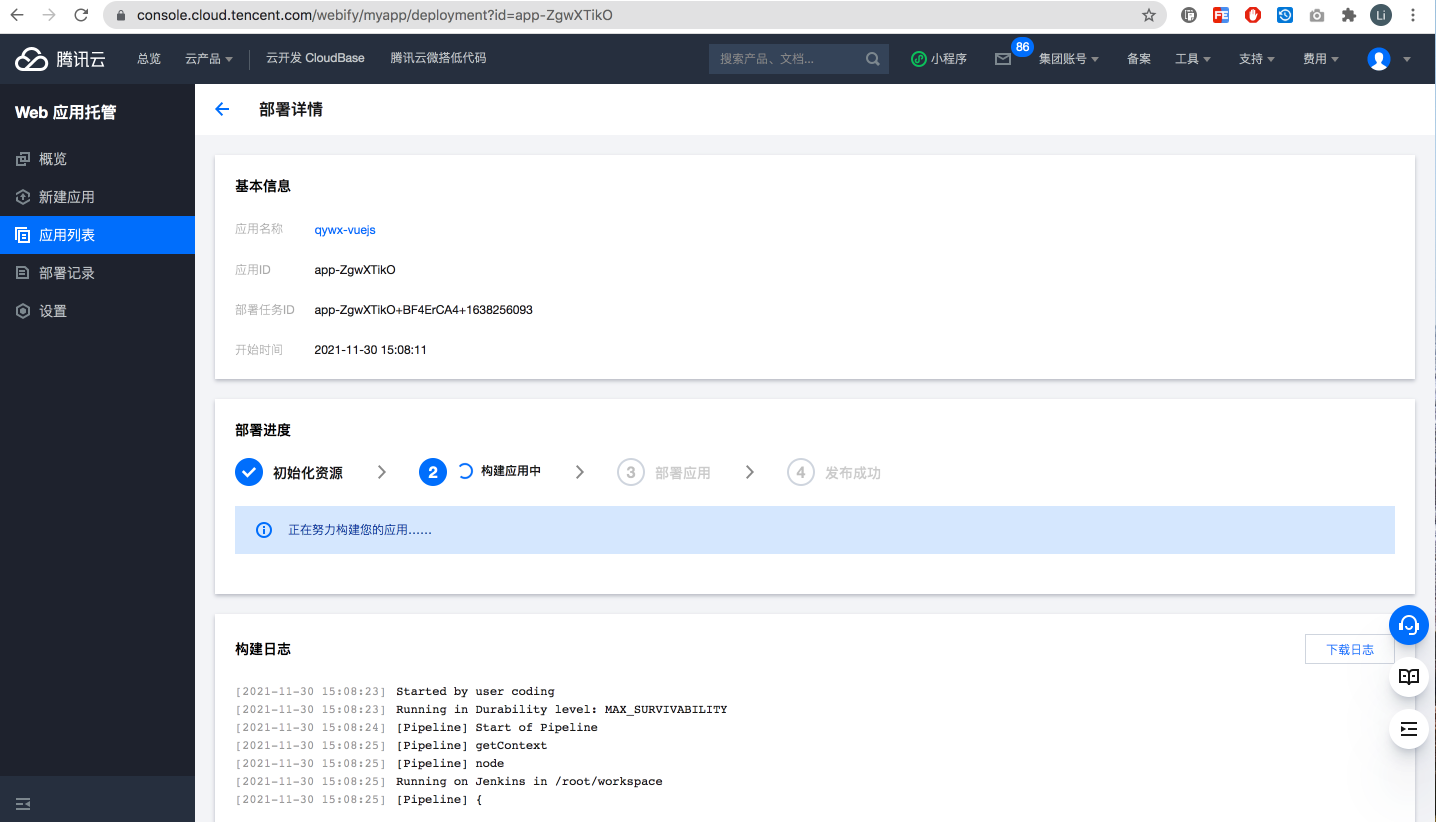 console.cloud.tencent.com/webify/myapp/deployment?id=app-ZgwXTikO
Li
腾讯云 总览 云产品 云开发 CloudBase 腾讯云微搭低代码 搜索产品、文档... 小程序 86 集团账号 备案 工具 支持 费用
Web 应用托管
概览
新建应用
应用列表
部署记录
设置
部署详情
基本信息
应用名称 qywx-vuejs
应用ID app-ZgwXTikO
部署任务ID app-ZgwXTikO+BF4ErCA4+1638256093
开始时间 2021-11-30 15:08:11
部署进度
初始化资源 2 构建应用中 3 部署应用 4 发布成功
正在努力构建您的应用......
构建日志 下载日志
[2021-11-30 15:08:23] Started by user coding
[2021-11-30 15:08:23] Running in Durability level: MAX_SURVIVABILITY
[2021-11-30 15:08:24] [Pipeline] Start of Pipeline
[2021-11-30 15:08:25] [Pipeline] getContext
[2021-11-30 15:08:25] [Pipeline] node
[2021-11-30 15:08:25] Running on Jenkins in /root/workspace
[2021-11-30 15:08:25] [Pipeline] {